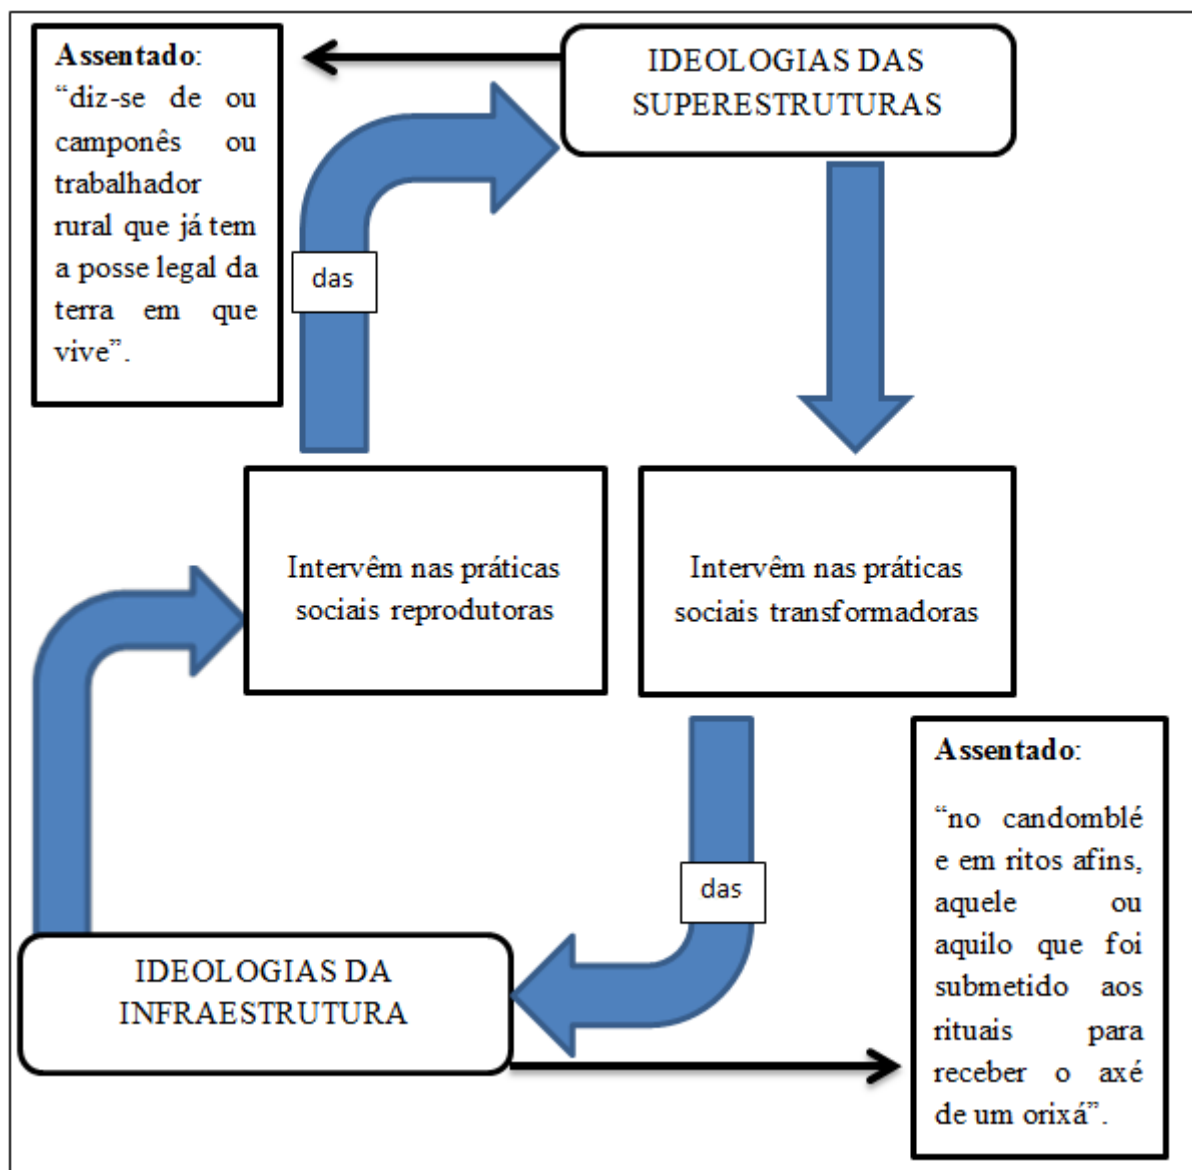 Assentado:
“diz-se de ou
camponês ou
trabalhador
rural que já tem
a posse legal da
terra em que
vive”.
IDEOLOGIAS DAS
SUPERESTRUTURAS
das
Intervêm nas práticas
sociais reprodutoras
Intervêm nas práticas
sociais transformadoras
das
IDEOLOGIAS DA
INFRAESTRUTURA
Assentado:
“no candomblé
e em ritos afins,
aquele ou
aquilo que foi
submetido aos
rituais para
receber o axé
de um orixá”.